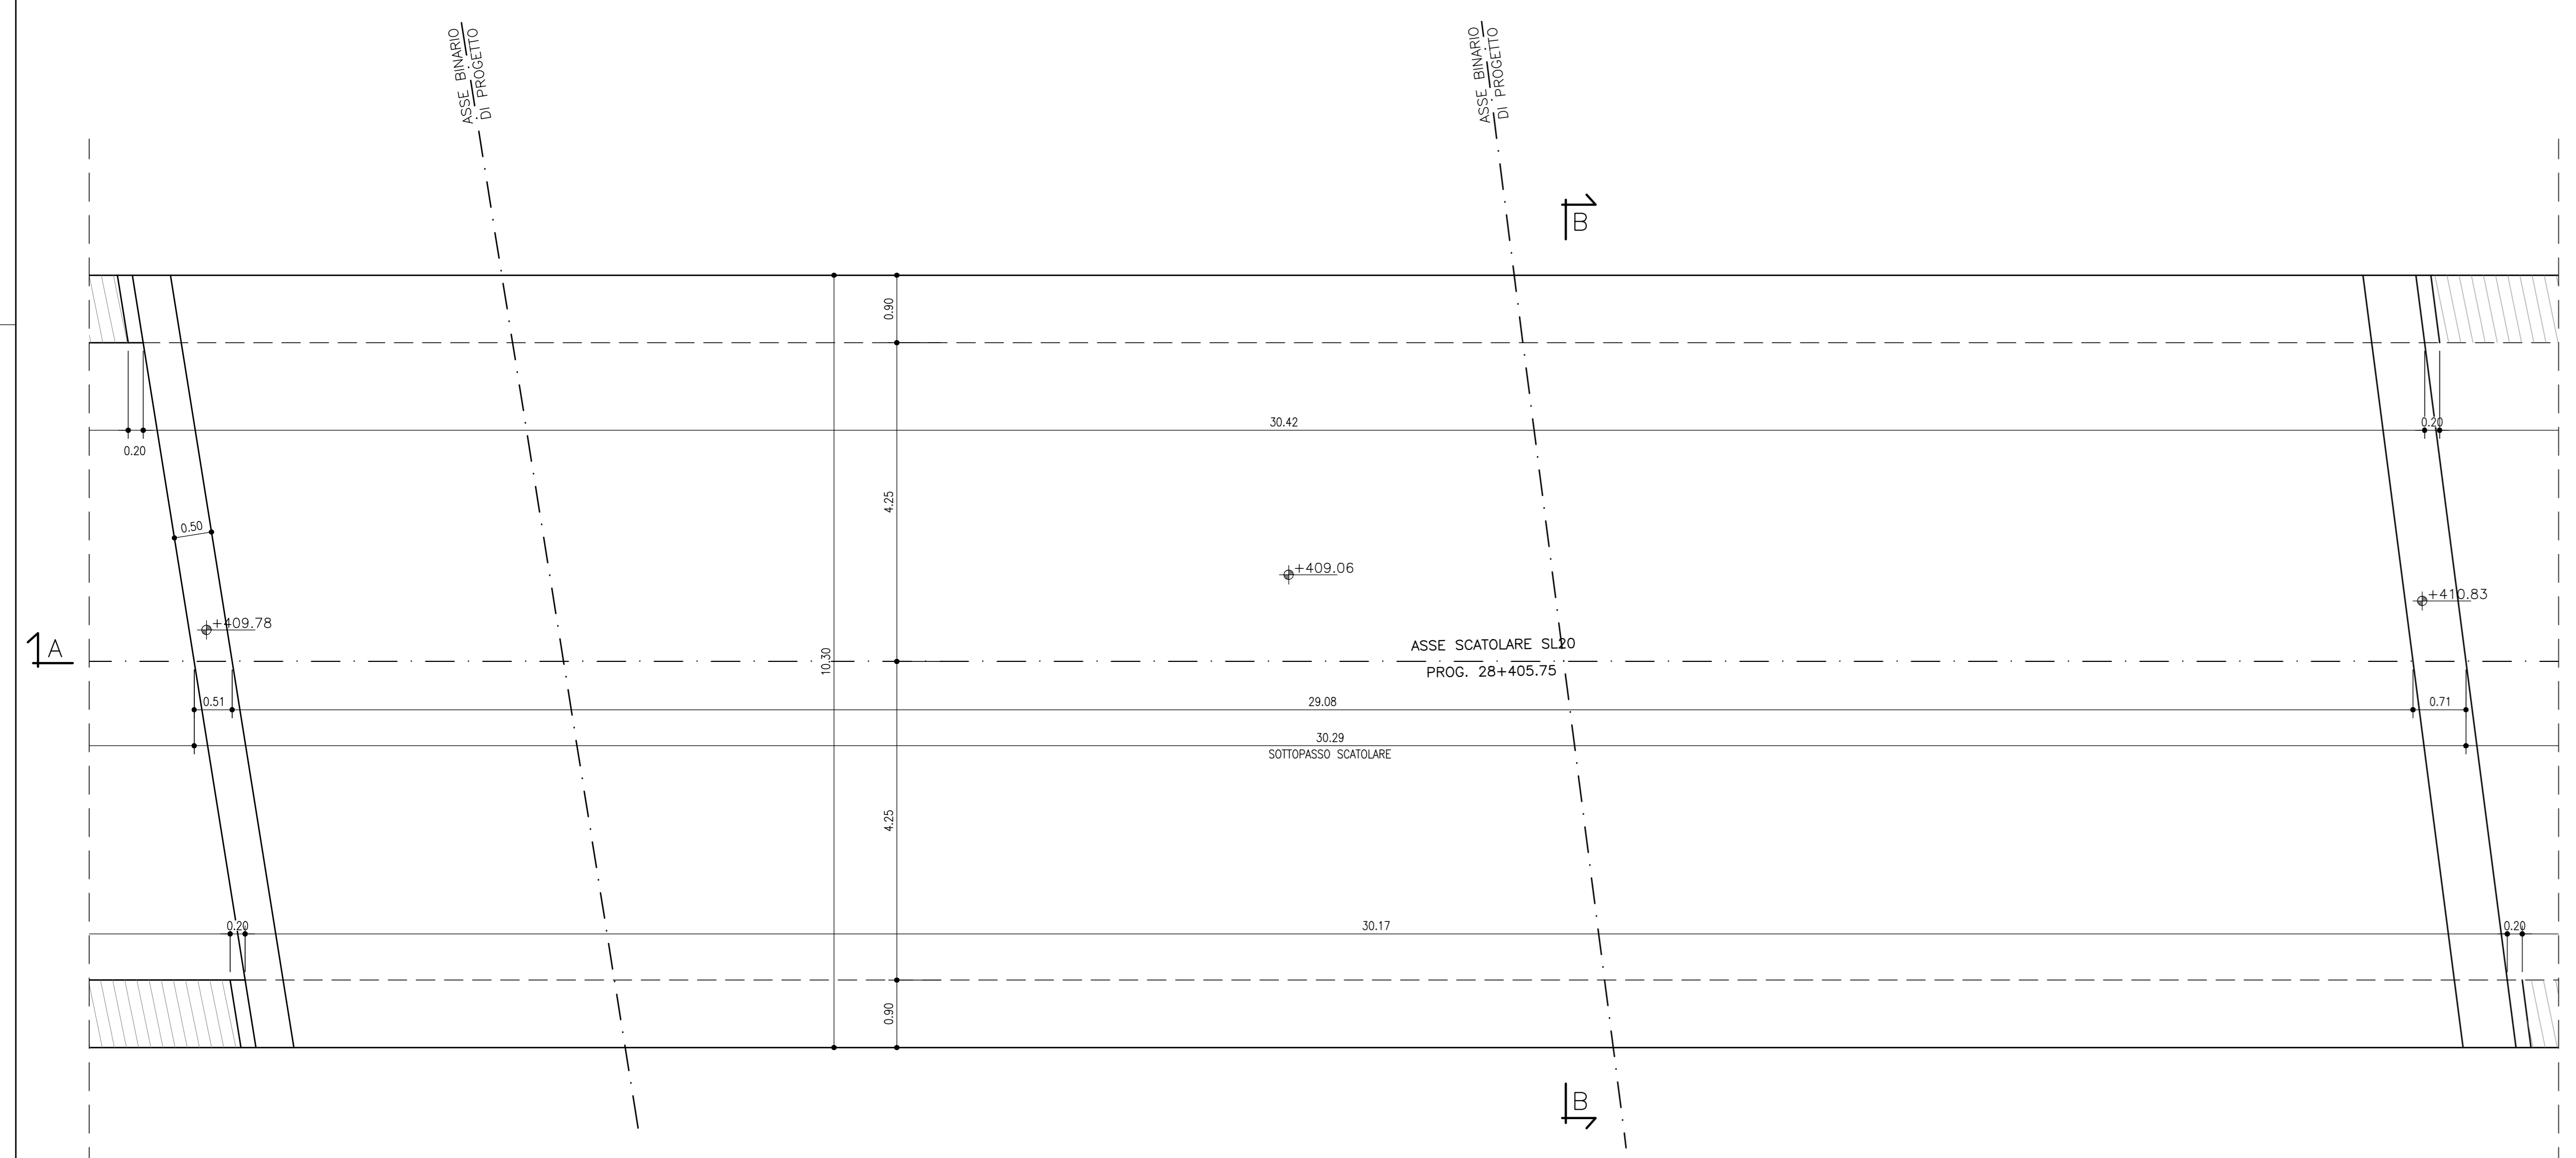 ASSE BINARIO
DI PROGETTO
ASSE BINARIO
DI PROGETTO
B
0.90
30.42
0.20
0.20
4.25
0.50
+409.06
+410.83
+409.78
A
ASSE SCATOLARE SL20
10.30
PROG. 28+405.75
0.51
29.08
0.71
30.29
SOTTOPASSO SCATOLARE
4.25
0.20
30.17
0.20
0.90
B